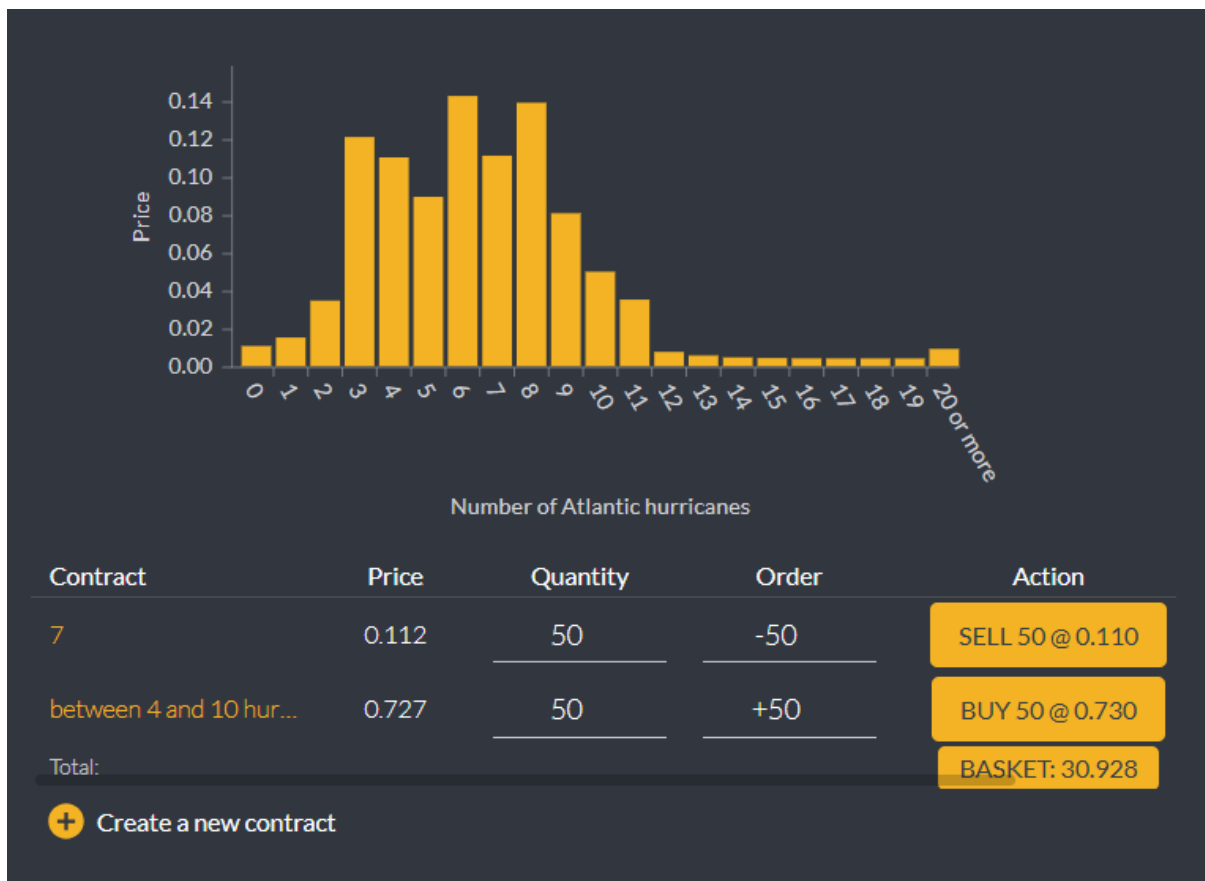 0.14
0.12
0.10
0.08
0.06
0.04
0.02
0.00
Price
0 1 2 3 4 5 6 7 8 9 10 11 12 13 14 15 16 17 18 19 20 or more
Number of Atlantic hurricanes
Contract Price Quantity Order Action
7 0.112 50 -50 SELL 50 @ 0.110
between 4 and 10 hur... 0.727 50 +50 BUY 50 @ 0.730
Total: BASKET: 30.928
+ Create a new contract